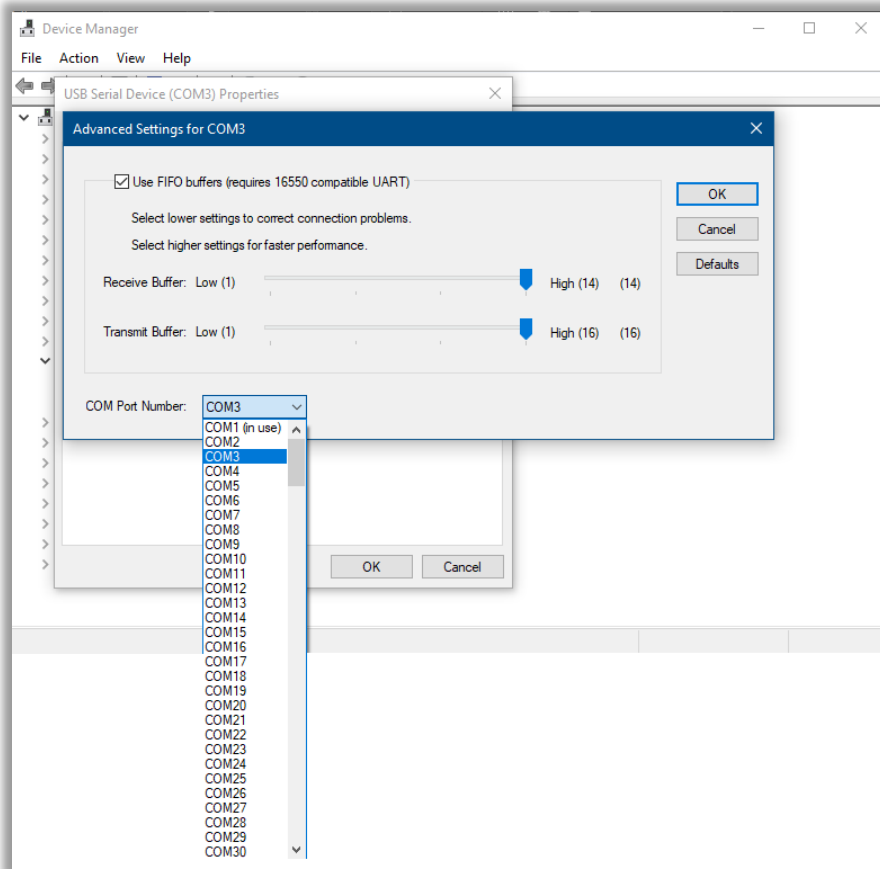 Device Manager
File Action View Help
USB Serial Device (COM3) Properties
Advanced Settings for COM3
Use FIFO buffers (requires 16550 compatible UART)
OK
Select lower settings to correct connection problems.
Cancel
Select higher settings for faster performance.
Defaults
Receive Buffer: Low (1) High (14) (14)
Transmit Buffer: Low (1) High (16) (16)
COM Port Number: COM3
COM1 (in use)
COM2
COM3
COM4
COM5
COM6
COM7
COM8
COM9
COM10
COM11
COM12
COM13
COM14
COM15
COM16
COM17
COM18
COM19
COM20
COM21
COM22
COM23
COM24
COM25
COM26
COM27
COM28
COM29
COM30
OK Cancel